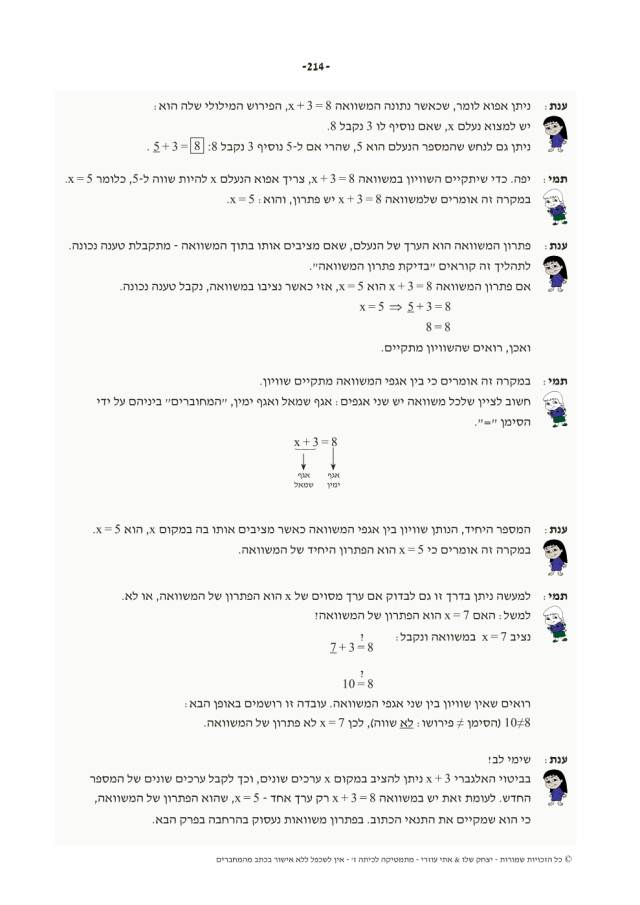 -214-
ענת : ניתן אפוא לומר, שכאשר נתונה המשוואה x + 3 = 8, הפירוש המילולי שלה הוא :
יש למצוא נעלם x, שאם נוסיף לו 3 נקבל 8.
ניתן גם לנחש שהמספר הנעלם הוא 5, שהרי אם ל-5 נוסיף 3 נקבל 8: 5 + 3 = 8 .
תמי : יפה. כדי שיתקיים השוויון במשוואה x + 3 = 8, צריך אפוא הנעלם x להיות שווה ל-5, כלומר x = 5.
במקרה זה אומרים שלמשוואה x + 3 = 8 יש פתרון, והוא : x = 5.
ענת : פתרון המשוואה הוא הערך של הנעלם, שאם מציבים אותו בתוך המשוואה - מתקבלת טענה נכונה.
לתהליך זה קוראים "בדיקת פתרון המשוואה".
אם פתרון המשוואה x + 3 = 8 הוא x = 5, אזי כאשר נציבו במשוואה, נקבל טענה נכונה.
x = 5 ⇒ 5 + 3 = 8
8 = 8
ואכן, רואים שהשוויון מתקיים.
תמי : במקרה זה אומרים כי בין אגפי המשוואה מתקיים שוויון.
חשוב לציין שלכל משוואה יש שני אגפים : אגף שמאל ואגף ימין, "המחוברים" ביניהם על ידי
הסימן "=".
x + 3 = 8
אגף אגף
שמאל ימין
ענת : המספר היחיד, הנותן שוויון בין אגפי המשוואה כאשר מציבים אותו בה במקום x, הוא x = 5.
במקרה זה אומרים כי x = 5 הוא הפתרון היחיד של המשוואה.
תמי : למעשה ניתן בדרך זו גם לבדוק אם ערך מסוים של x הוא הפתרון של המשוואה, או לא.
למשל : האם x = 7 הוא הפתרון של המשוואה?
נציב x = 7 במשוואה ונקבל : 7 + 3 =? 8
10 =? 8
רואים שאין שוויון בין שני אגפי המשוואה. עובדה זו רושמים באופן הבא :
10≠8 (הסימן ≠ פירושו : לא שווה), לכן x = 7 לא פתרון של המשוואה.
ענת : שימי לב!
בביטוי האלגברי x + 3 ניתן להציב במקום x ערכים שונים, וכך לקבל ערכים שונים של המספר
החדש. לעומת זאת יש במשוואה x + 3 = 8 רק ערך אחד - x = 5, שהוא הפתרון של המשוואה,
כי הוא שמקיים את התנאי הכתוב. בפתרון משוואות נעסוק בהרחבה בפרק הבא.
© כל הזכויות שמורות - יצחק שלו & אתי עוזרי - מתמטיקה לכיתה ז' - אין לשכפל ללא אישור בכתב מהמחברים